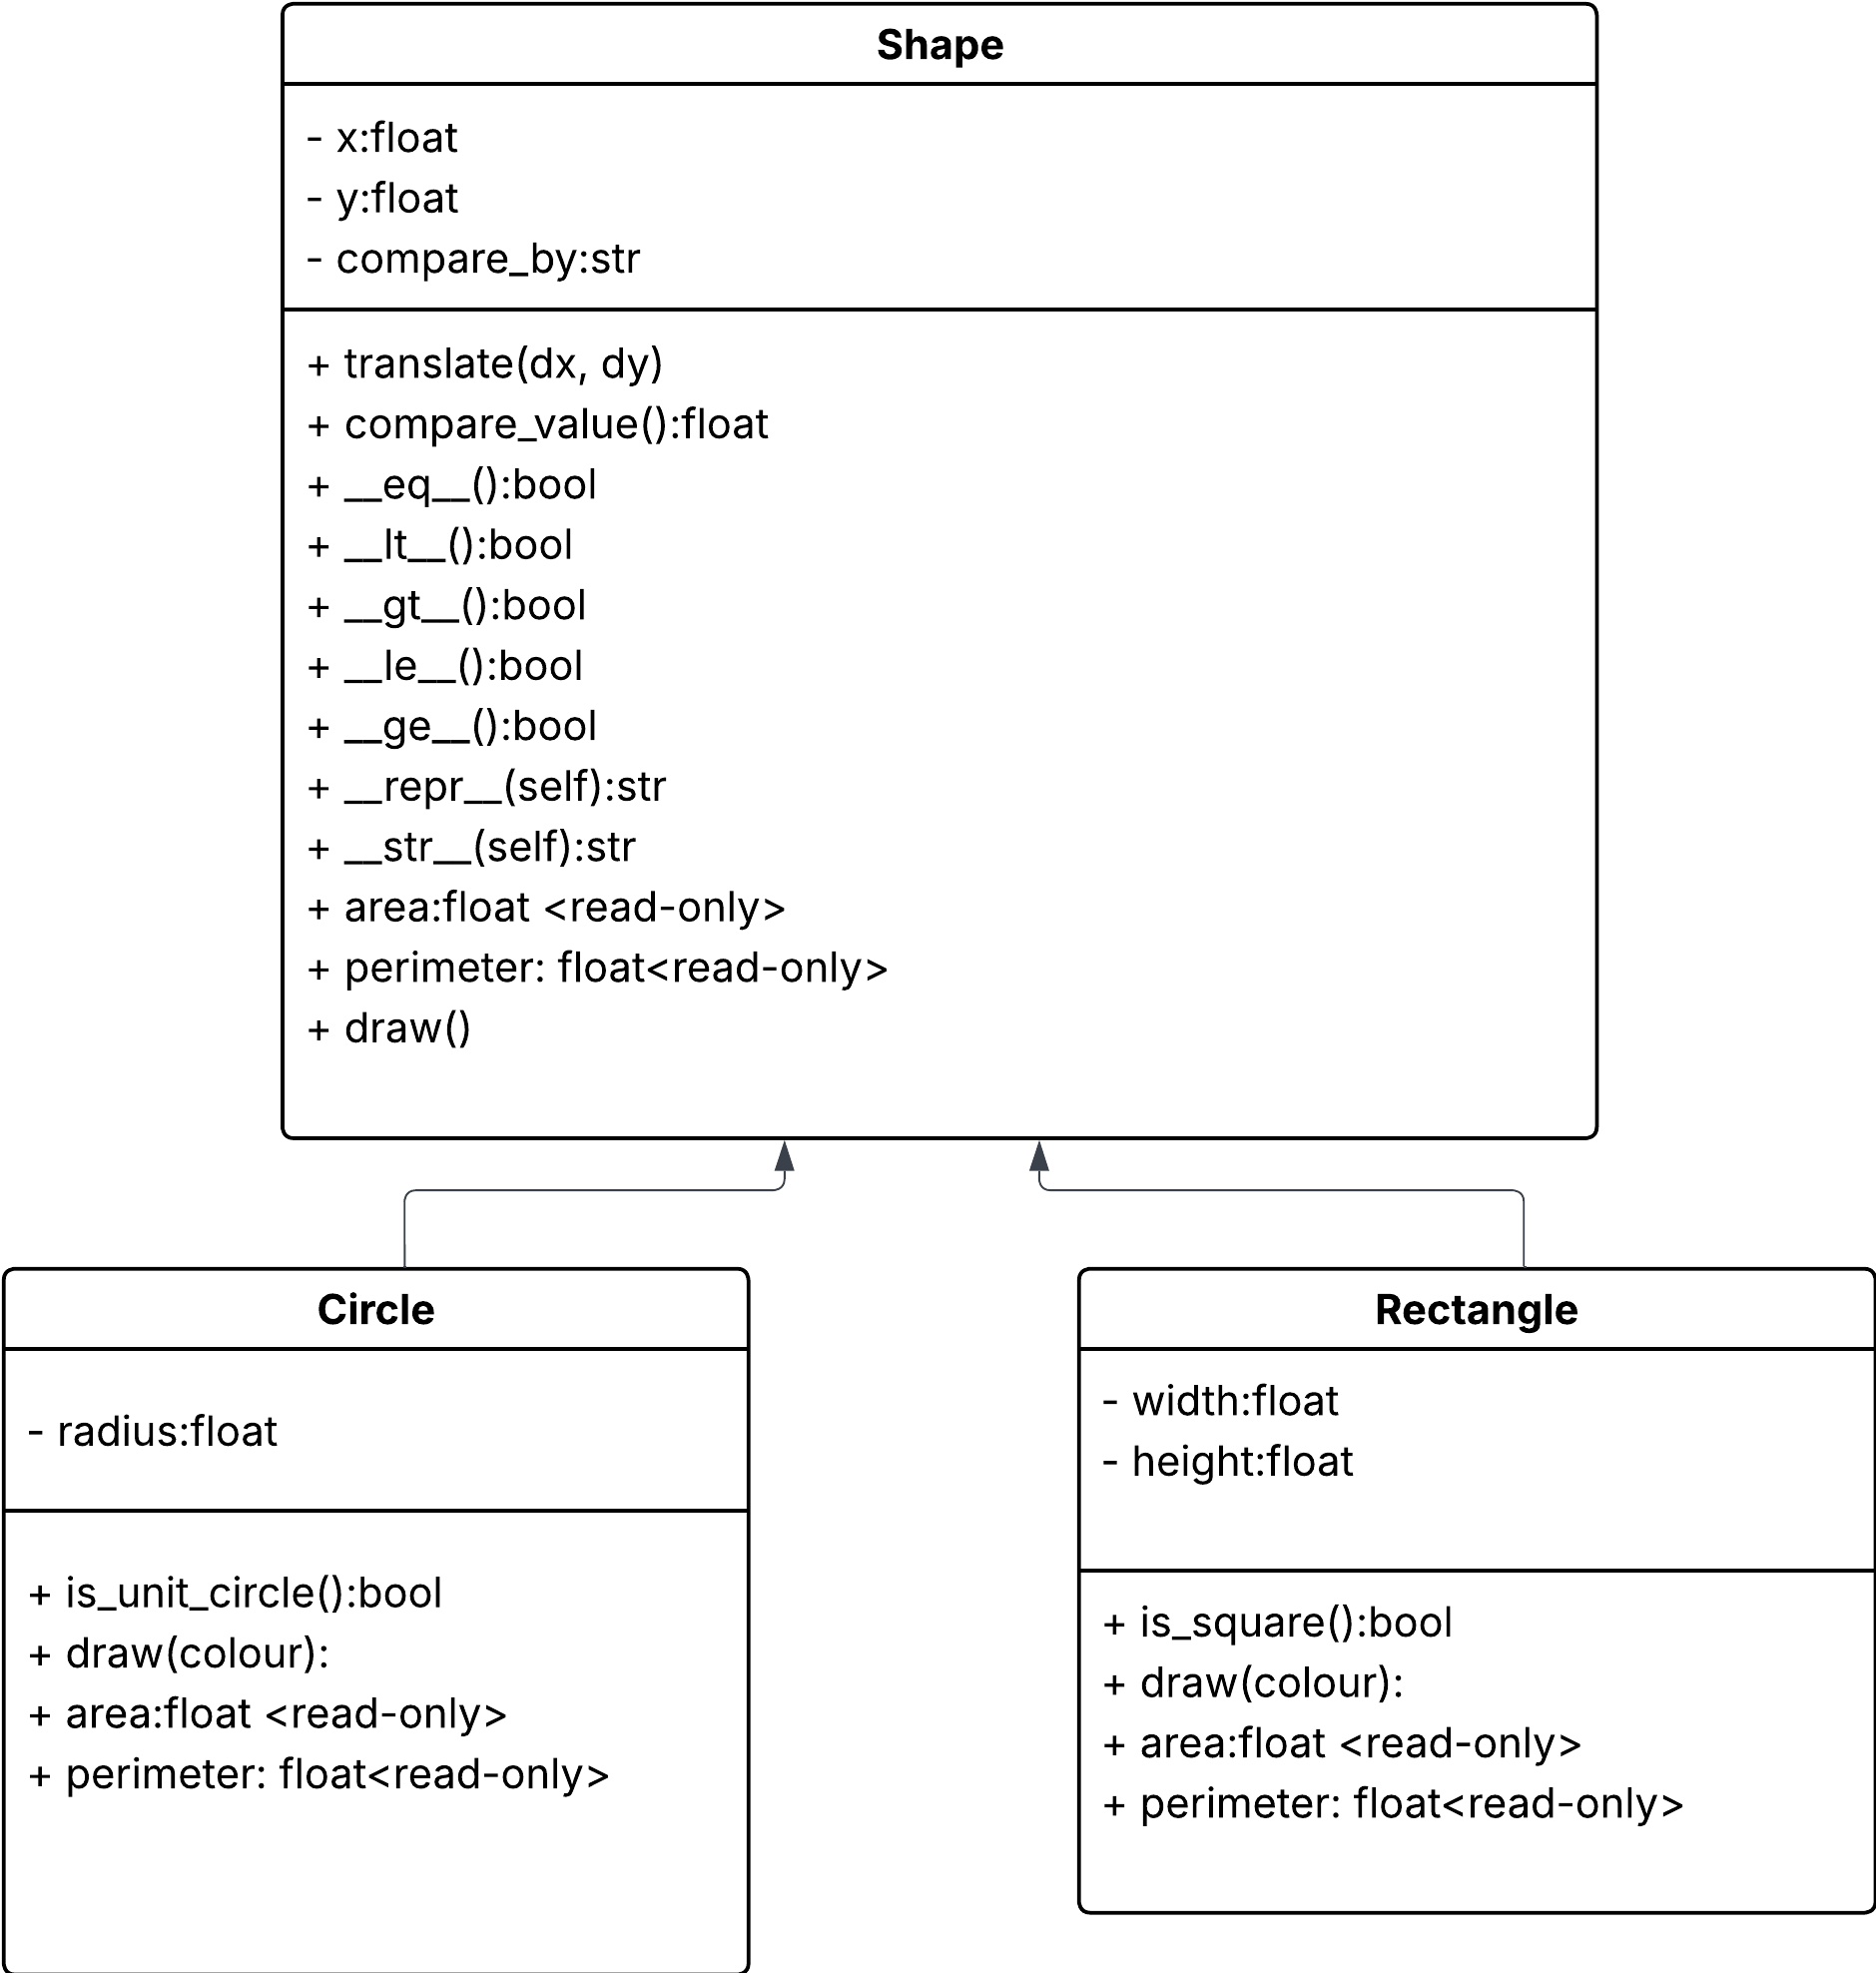 Shape
- x:float
- y:float
- compare_by:str
+ translate(dx, dy)
+ compare_value():float
+ __eq__():bool
+ __lt__():bool
+ __gt__():bool
+ __le__():bool
+ __ge__():bool
+ __repr__(self):str
+ __str__(self):str
+ area:float <read-only>
+ perimeter: float<read-only>
+ draw()
Circle
- radius:float
+ is_unit_circle():bool
+ draw(colour):
+ area:float <read-only>
+ perimeter: float<read-only>
Rectangle
- width:float
- height:float
+ is_square():bool
+ draw(colour):
+ area:float <read-only>
+ perimeter: float<read-only>